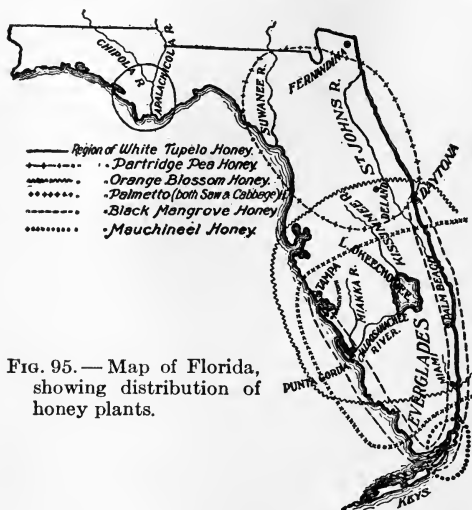 CHIPOLA R.
APALACHICOLA R.
SUWANEE R.
FERNANDINA
ST JOHNS R.
Region of White Tupelo Honey.
" " Partridge Pea Honey.
" Orange Blossom Honey.
" Palmetto (both Saw & Cabbage) H.
" Black Mangrove Honey
" Mauchineel Honey.
DAYTONA
DELAND
KISSIMMEE R.
L. OKEECHOBEE
TAMPA
MIAKKA R.
PALM BEACH
CALOOSAHATCHEE
RIVER.
PUNTA GORDA
EVERGLADES
MIAMI
KEYS.
FIG. 95.—Map of Florida,
showing distribution of
honey plants.